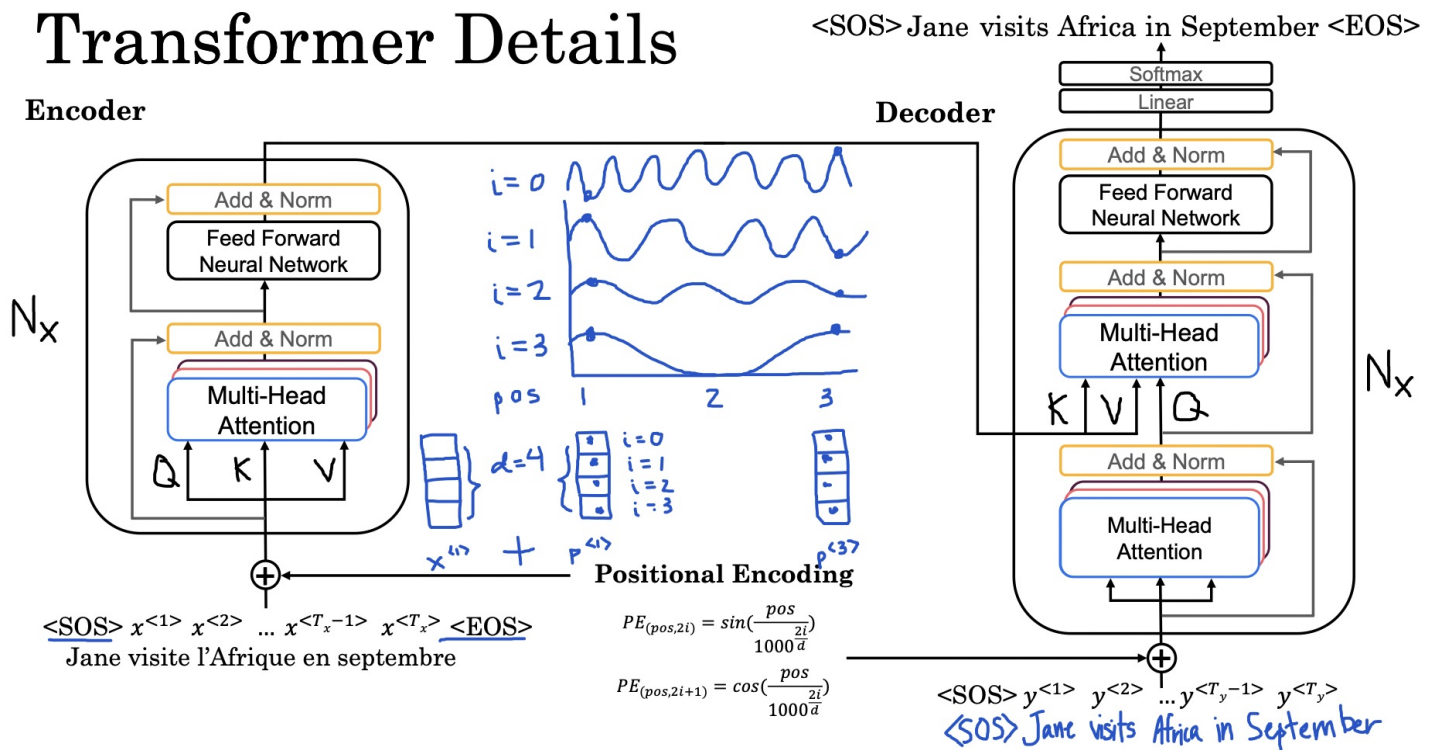 Transformer Details
<SOS> Jane visits Africa in September <EOS>
Softmax
Linear
Encoder
Decoder
Add & Norm
Feed Forward
Neural Network
Add & Norm
Multi-Head
Attention
Q K V
Nx
i=0
i=1
i=2
i=3
pos 1 2 3
d=4
i=0
i=1
i=2
i=3
x<1> + p<1>
p<3>
Positional Encoding
PE(pos,2i) = sin(pos / 1000^(2i/d))
PE(pos,2i+1) = cos(pos / 1000^(2i/d))
<SOS> x<1> x<2> ... x<Tx−1> x<Tx> <EOS>
Jane visite l’Afrique en septembre
Add & Norm
Feed Forward
Neural Network
Add & Norm
Multi-Head
Attention
K V Q
Nx
Add & Norm
Multi-Head
Attention
<SOS> y<1> y<2> ... y<Ty−1> y<Ty>
<SOS> Jane visits Africa in September